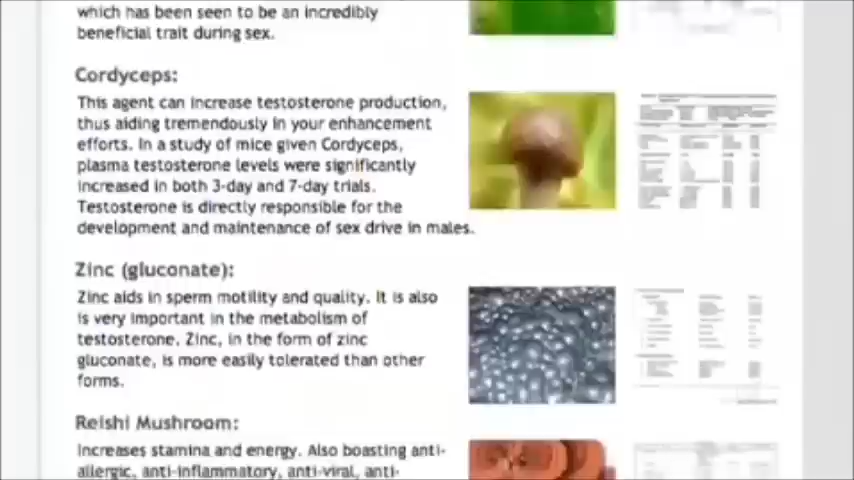 which has been seen to be an incredibly
beneficial trait during sex.
Cordyceps:
This agent can increase testosterone production,
thus aiding tremendously in your enhancement
efforts. In a study of mice given Cordyceps,
plasma testosterone levels were significantly
increased in both 3-day and 7-day trials.
Testosterone is directly responsible for the
development and maintenance of sex drive in males.
Zinc (gluconate):
Zinc aids in sperm motility and quality. It is also
is very important in the metabolism of
testosterone. Zinc, in the form of zinc
gluconate, is more easily tolerated than other
forms.
Reishi Mushroom:
Increases stamina and energy. Also boasting anti-
allergic, anti-inflammatory, anti-viral, anti-